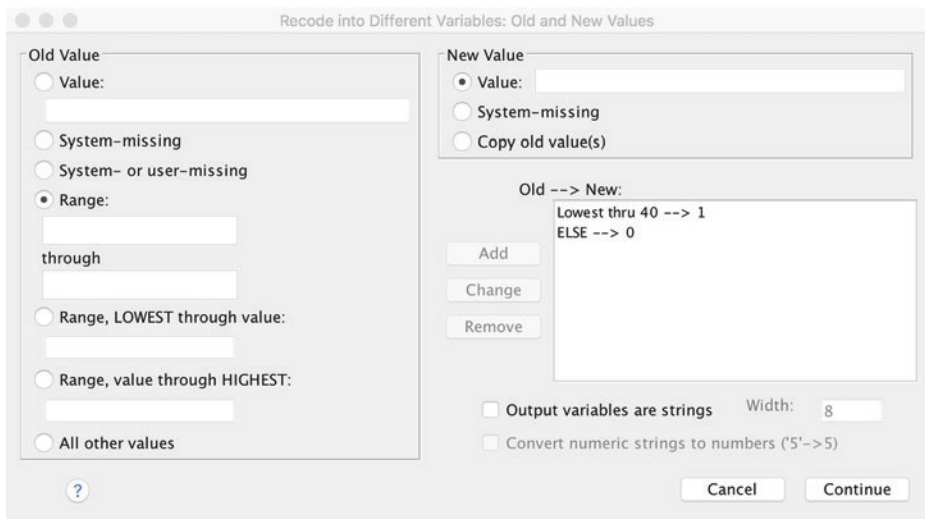 Recode into Different Variables: Old and New Values
Old Value
Value:
System-missing
System- or user-missing
Range:
through
Range, LOWEST through value:
Range, value through HIGHEST:
All other values
New Value
Value:
System-missing
Copy old value(s)
Old --> New:
Lowest thru 40 --> 1
ELSE --> 0
Add
Change
Remove
Output variables are strings
Width:
8
Convert numeric strings to numbers ('5'->5)
?
Cancel
Continue